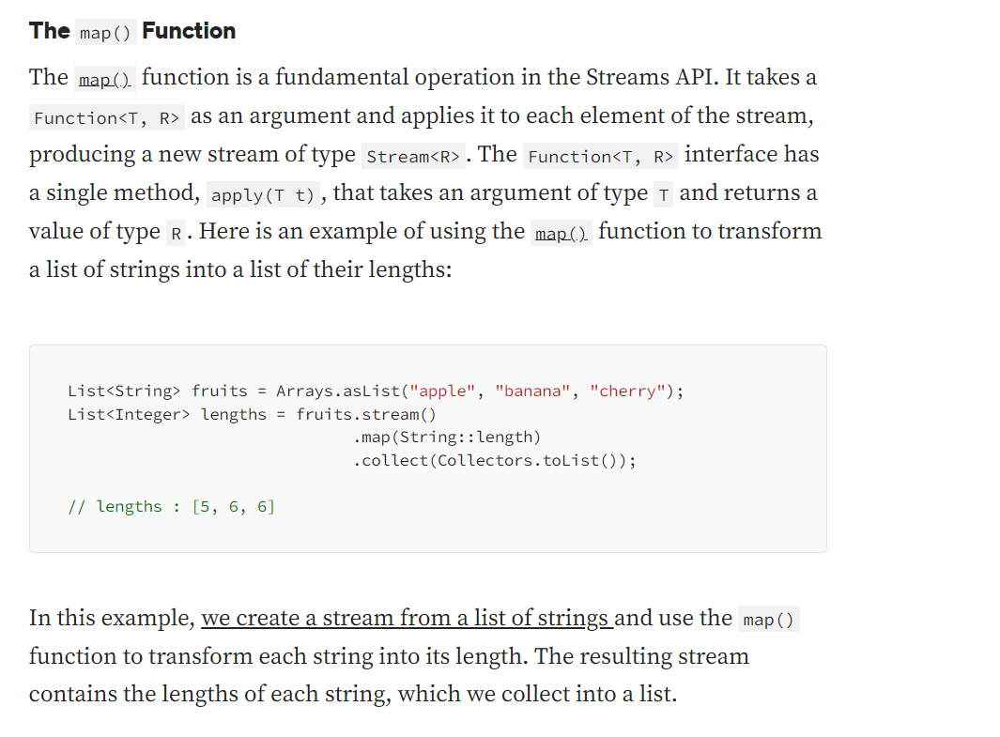 The map() Function
The map() function is a fundamental operation in the Streams API. It takes a
Function<T, R> as an argument and applies it to each element of the stream,
producing a new stream of type Stream<R>. The Function<T, R> interface has
a single method, apply(T t), that takes an argument of type T and returns a
value of type R. Here is an example of using the map() function to transform
a list of strings into a list of their lengths:
List<String> fruits = Arrays.asList("apple", "banana", "cherry");
List<Integer> lengths = fruits.stream()
.map(String::length)
.collect(Collectors.toList());
// lengths : [5, 6, 6]
In this example, we create a stream from a list of strings and use the map()
function to transform each string into its length. The resulting stream
contains the lengths of each string, which we collect into a list.